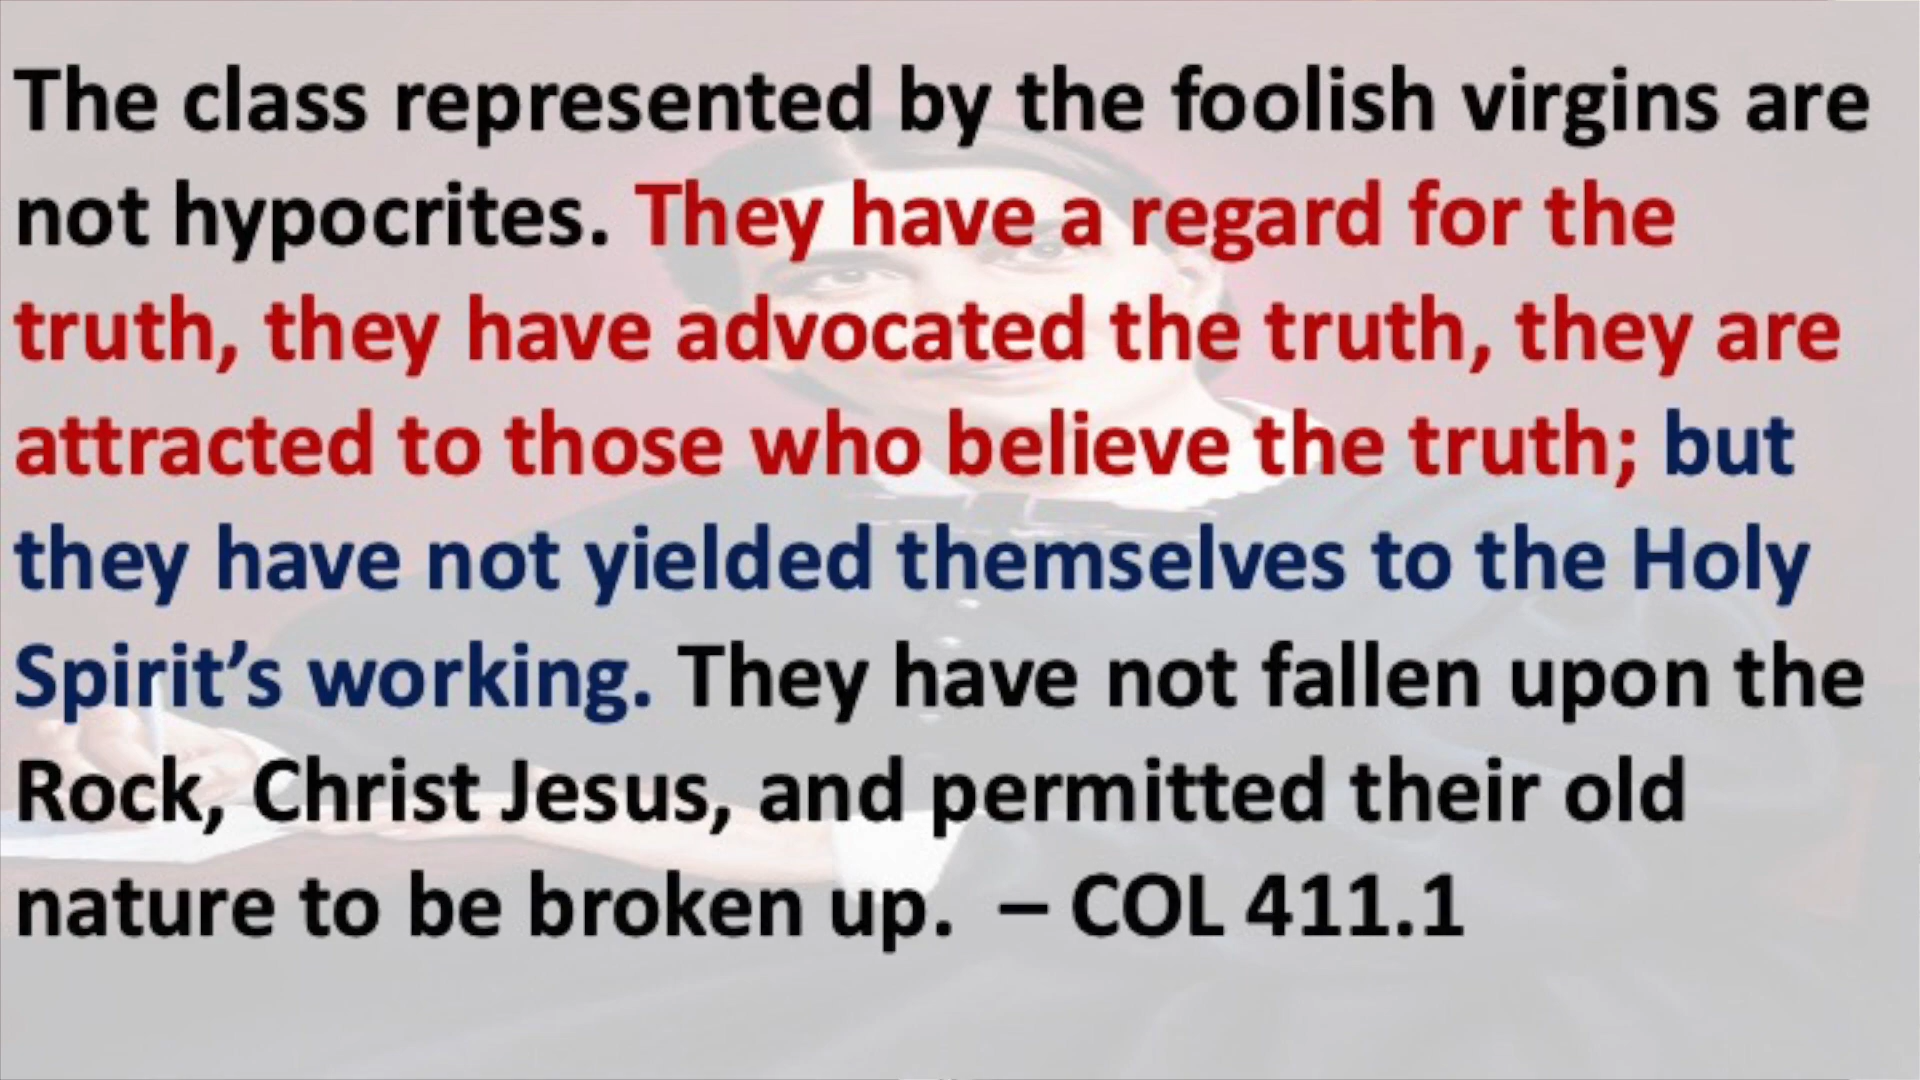 The class represented by the foolish virgins are
not hypocrites. They have a regard for the
truth, they have advocated the truth, they are
attracted to those who believe the truth; but
they have not yielded themselves to the Holy
Spirit’s working. They have not fallen upon the
Rock, Christ Jesus, and permitted their old
nature to be broken up.  – COL 411.1